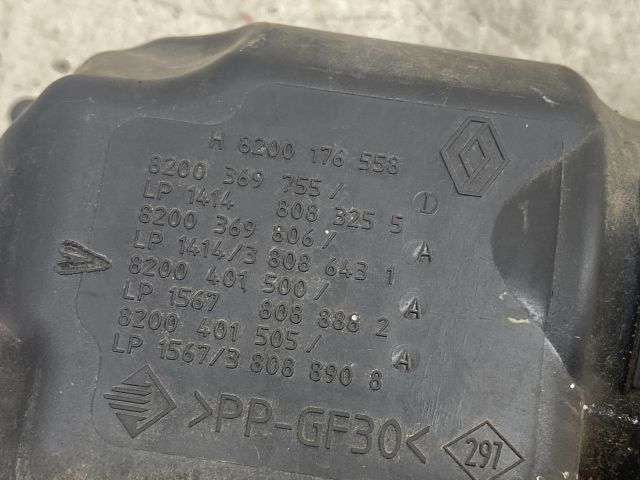 H 8200 176 558
8200 369 755/
LP 1414 808 325 5 D
8200 369 806/
LP 1414/3 808 643 1 A
8200 401 500/
LP 1567 808 888 2 A
8200 401 505/
LP 1567/3 808 890 8 A
>PP-GF30<
297